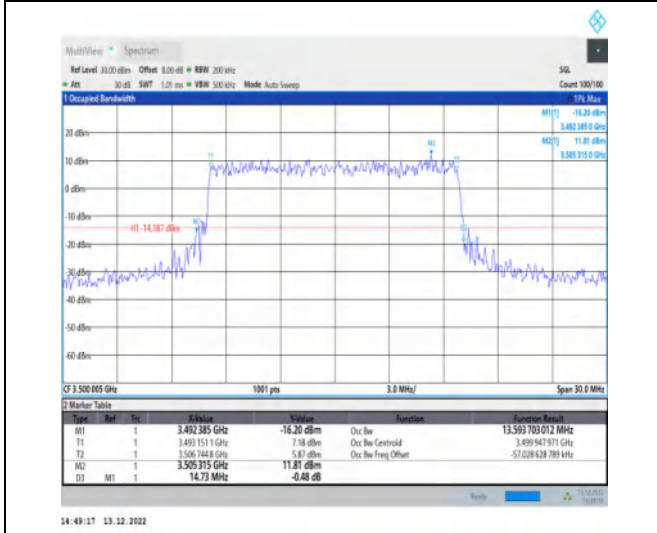 MultiView Spectrum
Ref Level 30.00 dBm Offset 8.00 dB RBW 200 kHz SGL
Att 30 dB SWT 1.01 ms VBW 500 kHz Mode Auto Sweep Count 100/100
1 Occupied Bandwidth 1Pk Max
M1[1] -16.20 dBm
3.492 385 0 GHz
M2[1] 11.81 dBm
3.505 315 0 GHz
20 dBm
M2
T1
10 dBm
0 dBm
-10 dBm
H1 -14.187 dBm
-20 dBm
-30 dBm
-40 dBm
-50 dBm
-60 dBm
CF 3.500 005 GHz 1001 pts 3.0 MHz/ Span 30.0 MHz
2 Marker Table
Type Ref Trc X-Value Y-Value Function Function Result
M1 1 3.492 385 GHz -16.20 dBm Occ Bw 13.593 703 012 MHz
T1 1 3.493 151 1 GHz 7.18 dBm Occ Bw Centroid 3.499 947 971 GHz
T2 1 3.506 744 8 GHz 5.87 dBm Occ Bw Freq Offset -57.028 628 789 kHz
M2 1 3.505 315 GHz 11.81 dBm
D3 M1 1 14.73 MHz -0.48 dB
Ready
14:49:17 13.12.2022